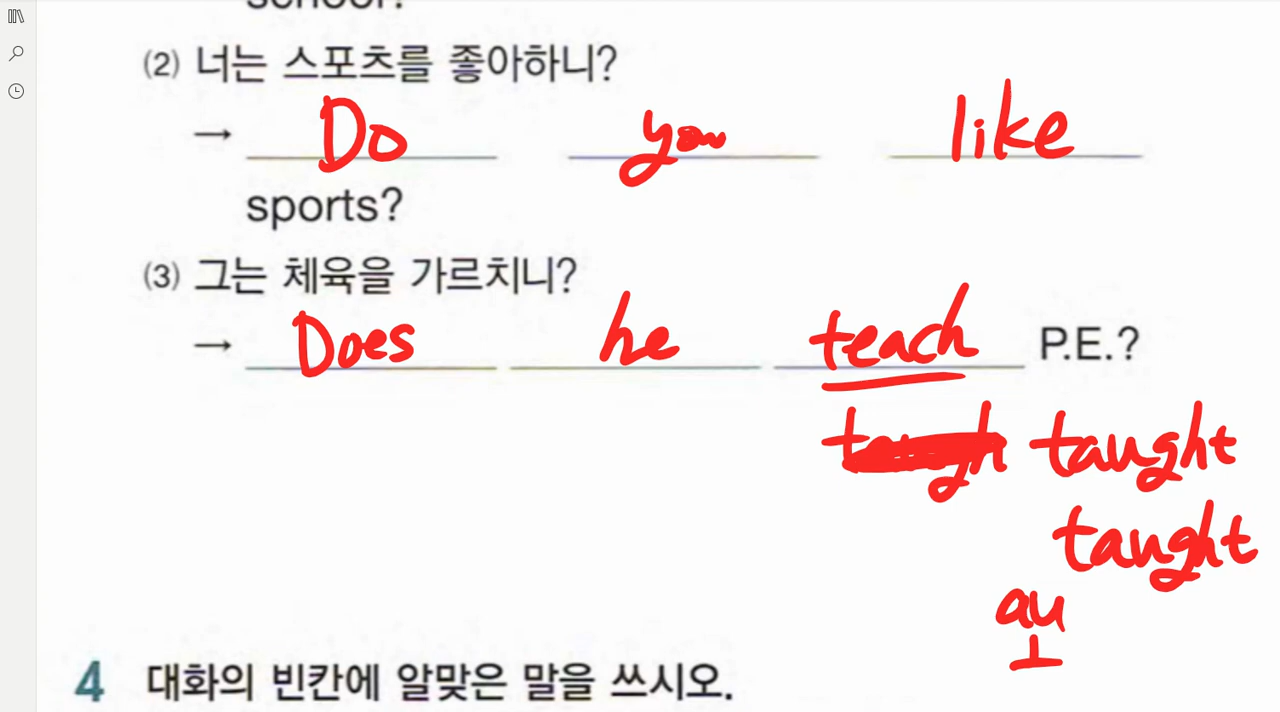 school?
(2) 너는 스포츠를 좋아하니?
→ Do you like
sports?
(3) 그는 체육을 가르치니?
→ Does he teach P.E.?
taught
taught
au
ㅗ
4 대화의 빈칸에 알맞은 말을 쓰시오.